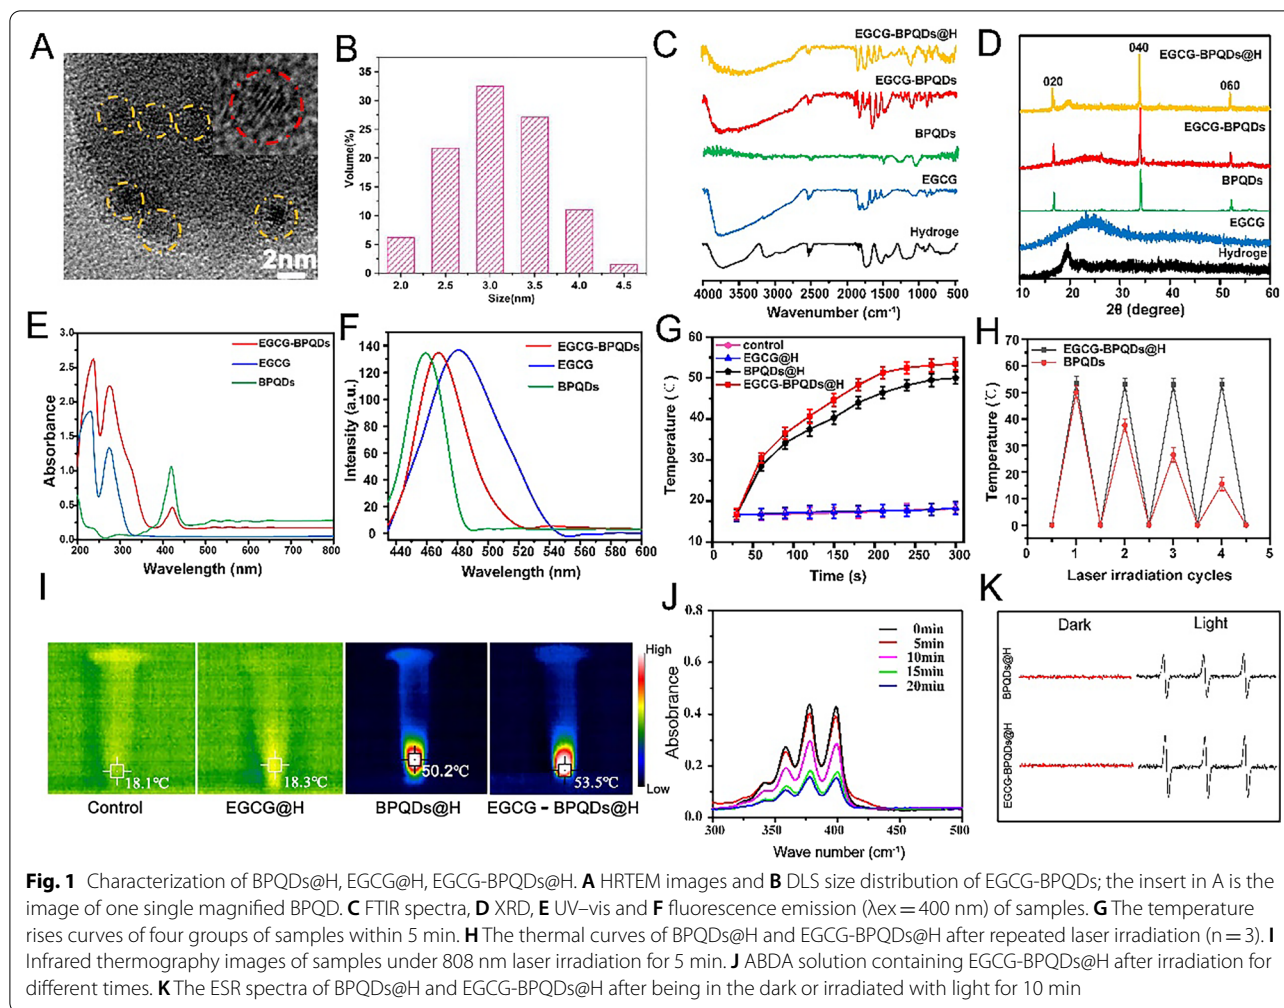 A
2nm
B
35
30
25
20
15
10
5
0
Volume(%)
2.0 2.5 3.0 3.5 4.0 4.5
Size(nm)
C
EGCG-BPQDs@H
EGCG-BPQDs
BPQDs
EGCG
Hydroge
4000 3500 3000 2500 2000 1500 1000 500
Wavenumber (cm⁻¹)
D
EGCG-BPQDs@H
020
040
060
EGCG-BPQDs
BPQDs
EGCG
Hydroge
10 20 30 40 50 60
2θ (degree)
E
3.0
2.5
2.0
1.5
1.0
0.5
0.0
Absorbance
EGCG-BPQDs
EGCG
BPQDs
200 300 400 500 600 700 800
Wavelength (nm)
F
140
120
100
80
60
40
20
0
Intensity (a.u.)
EGCG-BPQDs
EGCG
BPQDs
440 460 480 500 520 540 560 580 600
Wavelength (nm)
G
60
50
40
30
20
10
Temperature (℃)
control
EGCG@H
BPQDs@H
EGCG-BPQDs@H
0 50 100 150 200 250 300
Time (s)
H
70
60
50
40
30
20
10
0
Temperature (℃)
EGCG-BPQDs@H
BPQDs
0 1 2 3 4 5
Laser irradiation cycles
I
18.1℃
18.3℃
50.2℃
53.5℃
High
Low
Control
EGCG@H
BPQDs@H
EGCG - BPQDs@H
J
0.8
0.6
0.4
0.2
0.0
Absobrance
0min
5min
10min
15min
20min
300 350 400 450 500
Wave number (cm⁻¹)
K
Dark Light
BPQDs@H
EGCG-BPQDs@H
Fig. 1 Characterization of BPQDs@H, EGCG@H, EGCG-BPQDs@H. A HRTEM images and B DLS size distribution of EGCG-BPQDs; the insert in A is the
image of one single magnified BPQD. C FTIR spectra, D XRD, E UV–vis and F fluorescence emission (λex = 400 nm) of samples. G The temperature
rises curves of four groups of samples within 5 min. H The thermal curves of BPQDs@H and EGCG-BPQDs@H after repeated laser irradiation (n = 3). I
Infrared thermography images of samples under 808 nm laser irradiation for 5 min. J ABDA solution containing EGCG-BPQDs@H after irradiation for
different times. K The ESR spectra of BPQDs@H and EGCG-BPQDs@H after being in the dark or irradiated with light for 10 min